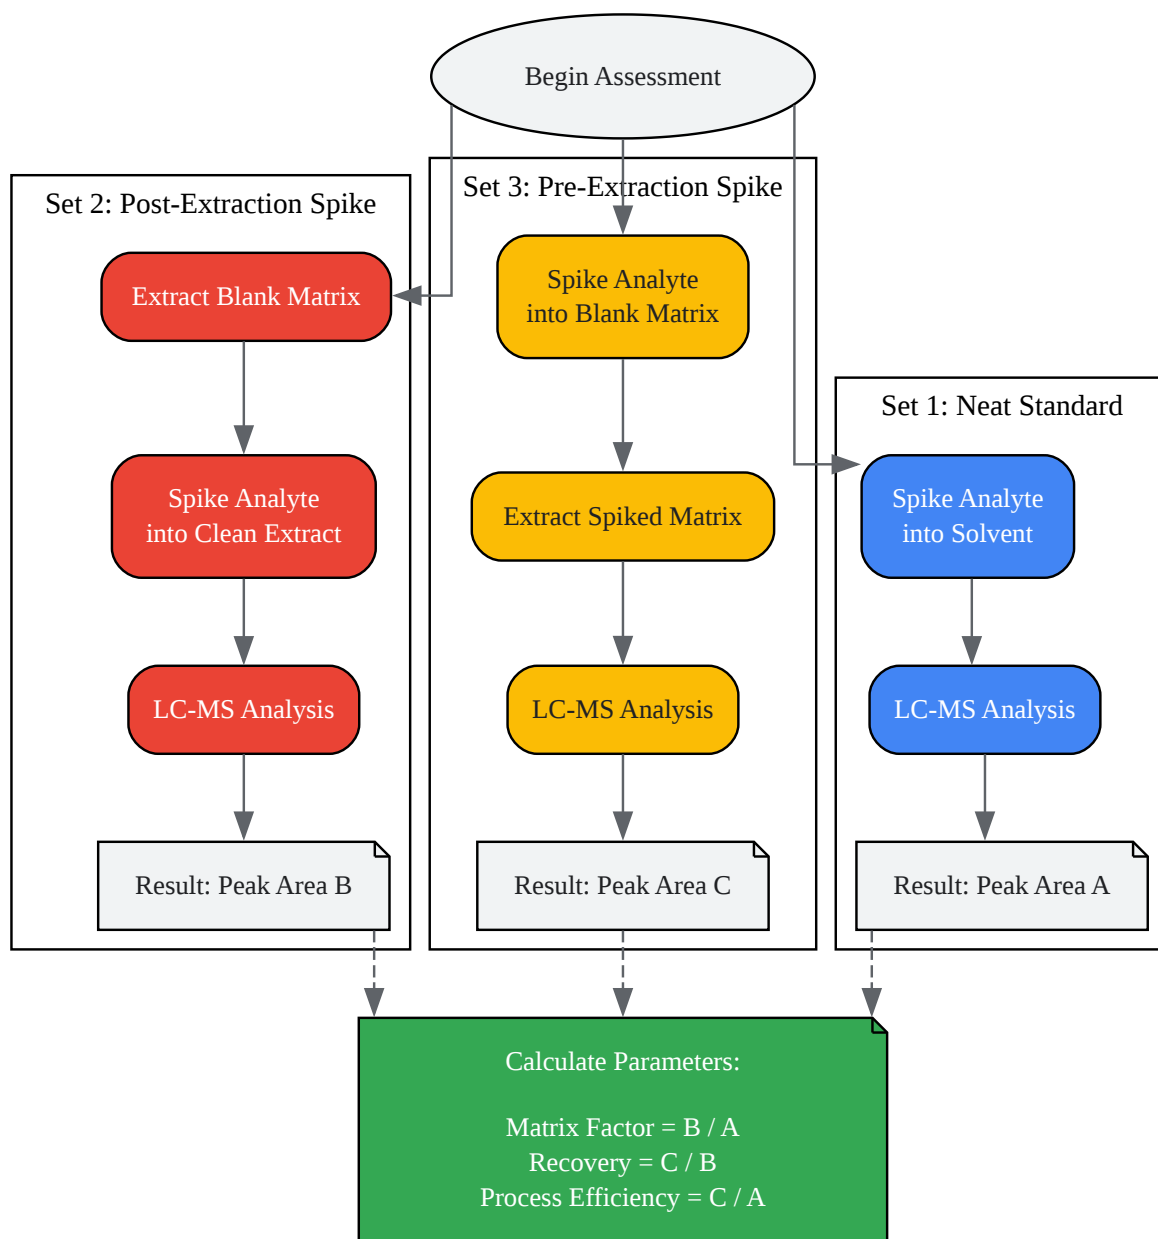 Begin Assessment
Set 2: Post-Extraction Spike
Extract Blank Matrix
Spike Analyte
into Clean Extract
LC-MS Analysis
Result: Peak Area B
Set 3: Pre-Extraction Spike
Spike Analyte
into Blank Matrix
Extract Spiked Matrix
LC-MS Analysis
Result: Peak Area C
Set 1: Neat Standard
Spike Analyte
into Solvent
LC-MS Analysis
Result: Peak Area A
Calculate Parameters:
Matrix Factor = B / A
Recovery = C / B
Process Efficiency = C / A